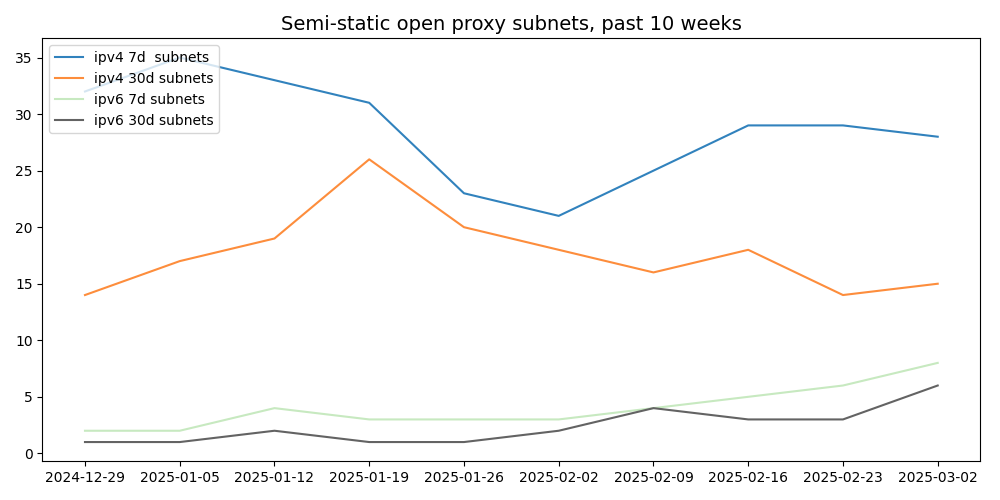 Semi-static open proxy subnets, past 10 weeks
ipv4 7d  subnets
ipv4 30d subnets
ipv6 7d subnets
ipv6 30d subnets
35
30
25
20
15
10
5
0
2024-12-29 2025-01-05 2025-01-12 2025-01-19 2025-01-26 2025-02-02 2025-02-09 2025-02-16 2025-02-23 2025-03-02